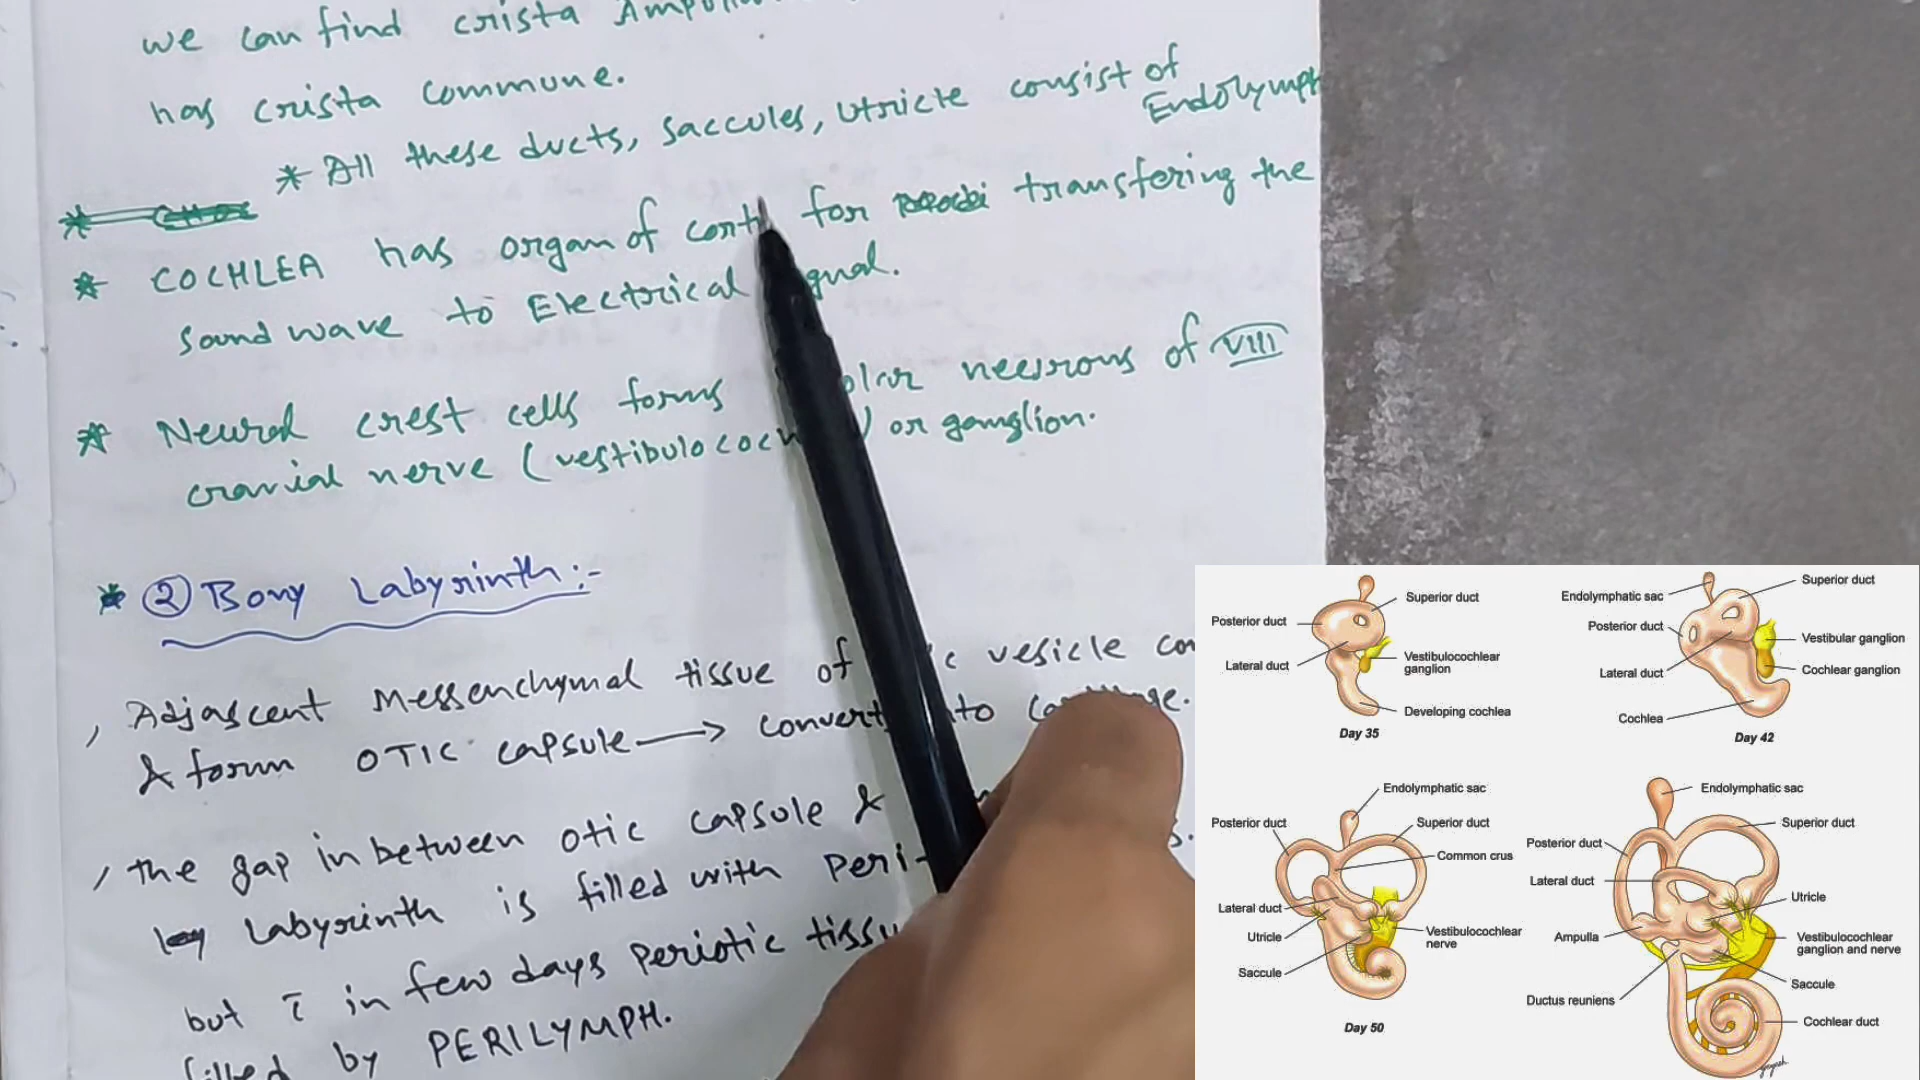 we can find crista
has crista commune.
* All these ducts, saccules, utricle consist of
Endolymph
* COCHLEA has organ of corti for transfering the
sound wave to Electrical gnal.
* Neural crest cells forms olar neurons of VIII
cranial nerve (vestibulococh ) or ganglion.
* ② Bony Labyrinth:-
, Adjascent Messenchymal tissue of c vesicle con
& form OTIC capsule → convert nto
, the gap in between otic capsule &
Labyrinth is filled with peri-
but in few days periotic tissu
filled by PERILYMPH.
Superior duct
Posterior duct
Lateral duct
Vestibulocochlear
ganglion
Developing cochlea
Day 35
Superior duct
Endolymphatic sac
Posterior duct
Vestibular ganglion
Lateral duct
Cochlear ganglion
Cochlea
Day 42
Endolymphatic sac
Posterior duct
Superior duct
Common crus
Lateral duct
Utricle
Vestibulocochlear
nerve
Saccule
Day 50
Endolymphatic sac
Superior duct
Posterior duct
Lateral duct
Utricle
Ampulla
Vestibulocochlear
ganglion and nerve
Saccule
Ductus reuniens
Cochlear duct